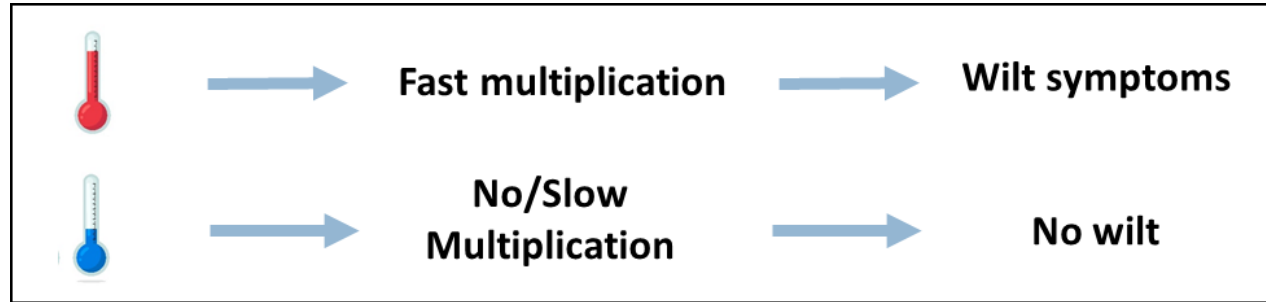 Fast multiplication
Wilt symptoms
No/Slow
Multiplication
No wilt